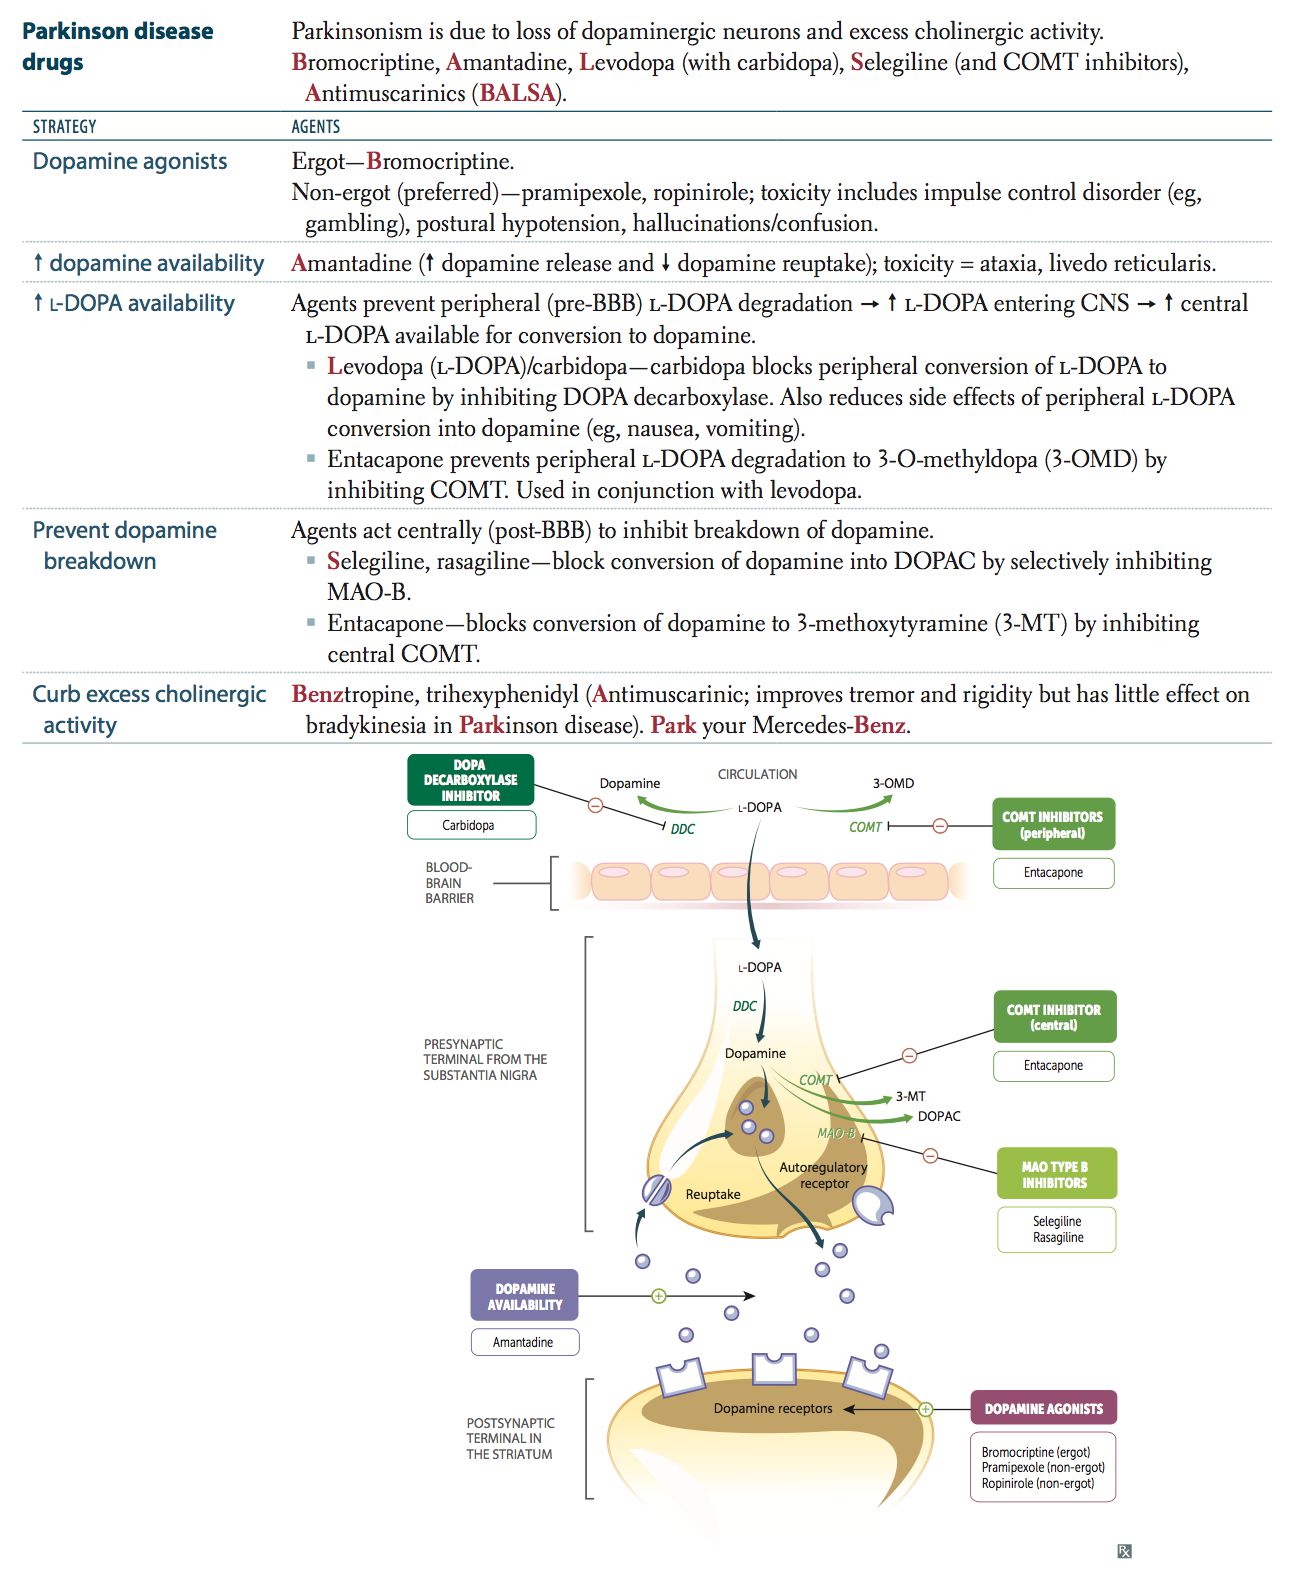 Parkinson disease
drugs
Parkinsonism is due to loss of dopaminergic neurons and excess cholinergic activity.
Bromocriptine, Amantadine, Levodopa (with carbidopa), Selegiline (and COMT inhibitors),
Antimuscarinics (BALSA).
STRATEGY
AGENTS
Dopamine agonists
Ergot—Bromocriptine.
Non-ergot (preferred)—pramipexole, ropinirole; toxicity includes impulse control disorder (eg,
gambling), postural hypotension, hallucinations/confusion.
↑ dopamine availability
Amantadine (↑ dopamine release and ↓ dopamine reuptake); toxicity = ataxia, livedo reticularis.
↑ L-DOPA availability
Agents prevent peripheral (pre-BBB) L-DOPA degradation → ↑ L-DOPA entering CNS → ↑ central
L-DOPA available for conversion to dopamine.
▪ Levodopa (L-DOPA)/carbidopa—carbidopa blocks peripheral conversion of L-DOPA to
dopamine by inhibiting DOPA decarboxylase. Also reduces side effects of peripheral L-DOPA
conversion into dopamine (eg, nausea, vomiting).
▪ Entacapone prevents peripheral L-DOPA degradation to 3-O-methyldopa (3-OMD) by
inhibiting COMT. Used in conjunction with levodopa.
Prevent dopamine
breakdown
Agents act centrally (post-BBB) to inhibit breakdown of dopamine.
▪ Selegiline, rasagiline—block conversion of dopamine into DOPAC by selectively inhibiting
MAO-B.
▪ Entacapone—blocks conversion of dopamine to 3-methoxytyramine (3-MT) by inhibiting
central COMT.
Curb excess cholinergic
activity
Benztropine, trihexyphenidyl (Antimuscarinic; improves tremor and rigidity but has little effect on
bradykinesia in Parkinson disease). Park your Mercedes-Benz.
DOPA
DECARBOXYLASE
INHIBITOR
Carbidopa
Dopamine
CIRCULATION
L-DOPA
3-OMD
DDC
COMT
COMT INHIBITORS
(peripheral)
Entacapone
BLOOD-
BRAIN
BARRIER
L-DOPA
DDC
Dopamine
PRESYNAPTIC
TERMINAL FROM THE
SUBSTANTIA NIGRA
COMT
COMT INHIBITOR
(central)
Entacapone
3-MT
DOPAC
MAO-B
MAO TYPE B
INHIBITORS
Selegiline
Rasagiline
Autoregulatory
receptor
Reuptake
DOPAMINE
AVAILABILITY
Amantadine
Dopamine receptors
DOPAMINE AGONISTS
Bromocriptine (ergot)
Pramipexole (non-ergot)
Ropinirole (non-ergot)
POSTSYNAPTIC
TERMINAL IN
THE STRIATUM
Rx